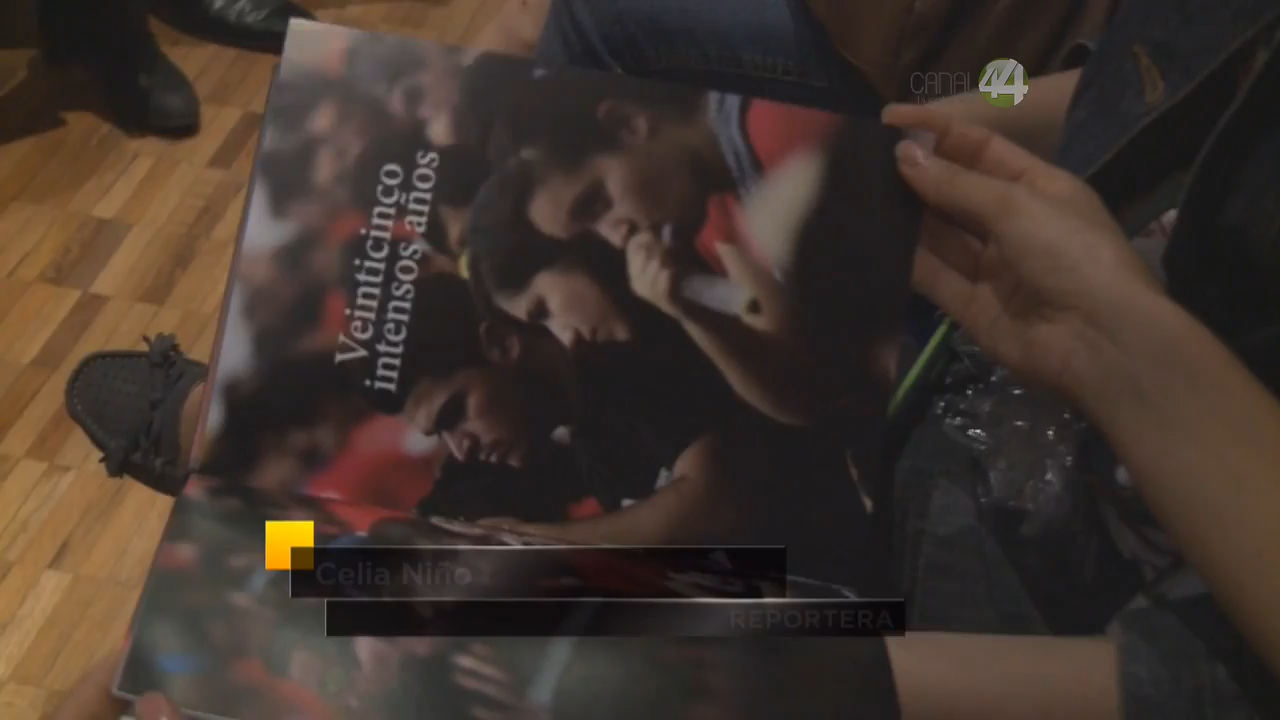 CANAL 44
Veinticinco
intensos años
Celia Niño
REPORTERA